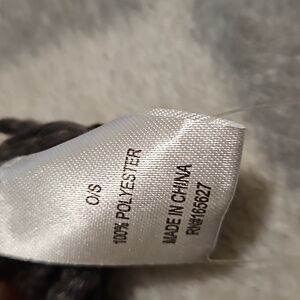 O/S
100% POLYESTER
MADE IN CHINA
RN#165627